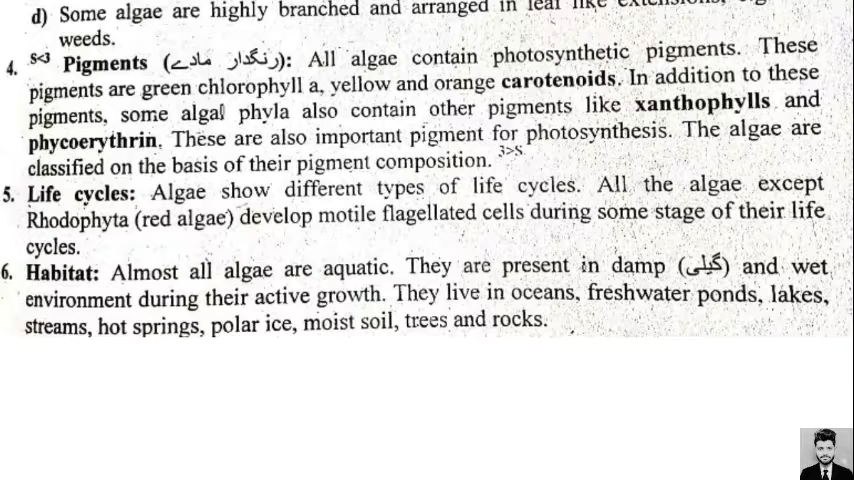 d) Some algae are highly branched and arranged in leaf like
weeds.
4. S<3 Pigments (رنگدار مادے): All algae contain photosynthetic pigments. These
pigments are green chlorophyll a, yellow and orange carotenoids. In addition to these
pigments, some algal phyla also contain other pigments like xanthophylls and
phycoerythrin. These are also important pigment for photosynthesis. The algae are
classified on the basis of their pigment composition. 3>S
5. Life cycles: Algae show different types of life cycles. All the algae except
Rhodophyta (red algae) develop motile flagellated cells during some stage of their life
cycles.
6. Habitat: Almost all algae are aquatic. They are present in damp (گیلی) and wet
environment during their active growth. They live in oceans, freshwater ponds, lakes,
streams, hot springs, polar ice, moist soil, trees and rocks.